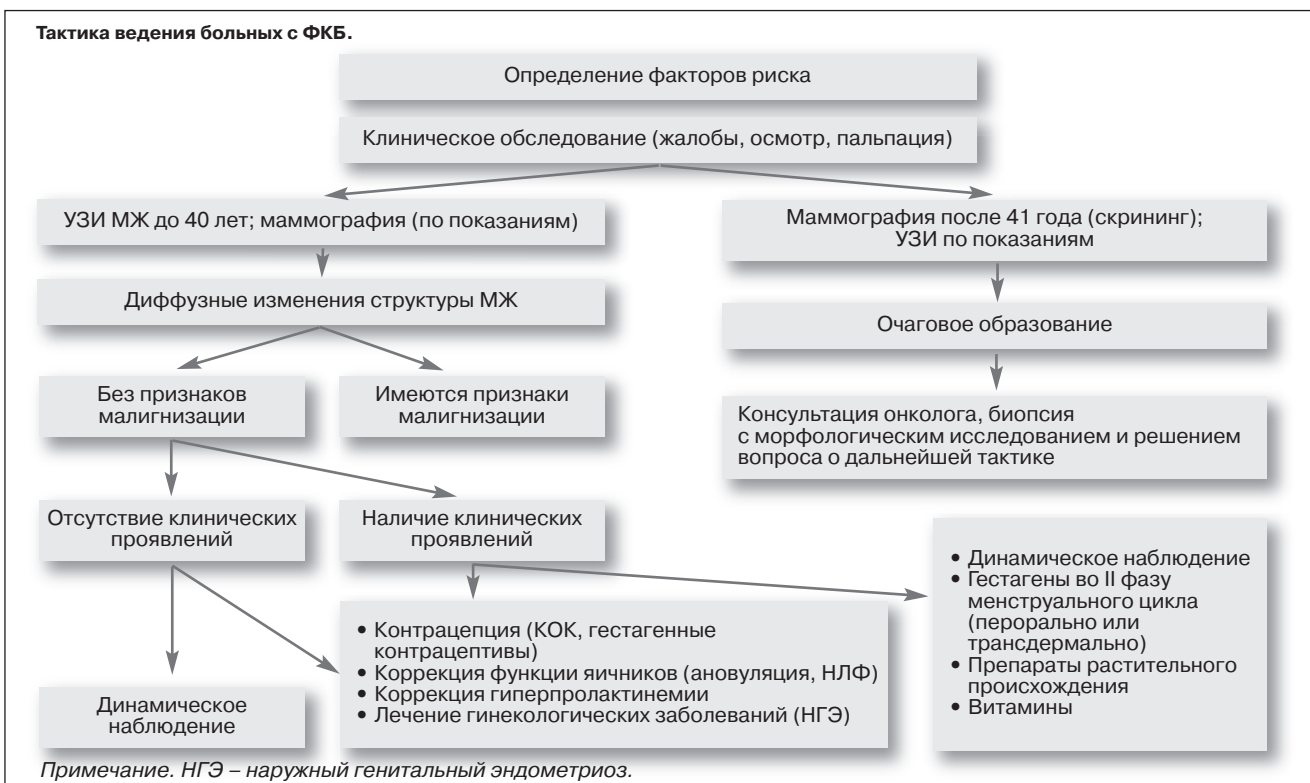 Тактика ведения больных с ФКБ.
Определение факторов риска
Клиническое обследование (жалобы, осмотр, пальпация)
УЗИ МЖ до 40 лет; маммография (по показаниям)
Маммография после 41 года (скрининг);
УЗИ по показаниям
Диффузные изменения структуры МЖ
Очаговое образование
Без признаков
малигнизации
Имеются признаки
малигнизации
Консультация онколога, биопсия
с морфологическим исследованием и решением
вопроса о дальнейшей тактике
Отсутствие клинических
проявлений
Наличие клинических
проявлений
• Динамическое наблюдение
• Гестагены во II фазу
менструального цикла
(перорально или
трансдермально)
• Препараты растительного
происхождения
• Витамины
• Контрацепция (КОК, гестагенные
контрацептивы)
• Коррекция функции яичников (ановуляция, НЛФ)
• Коррекция гиперпролактинемии
• Лечение гинекологических заболеваний (НГЭ)
Динамическое
наблюдение
Примечание. НГЭ – наружный генитальный эндометриоз.